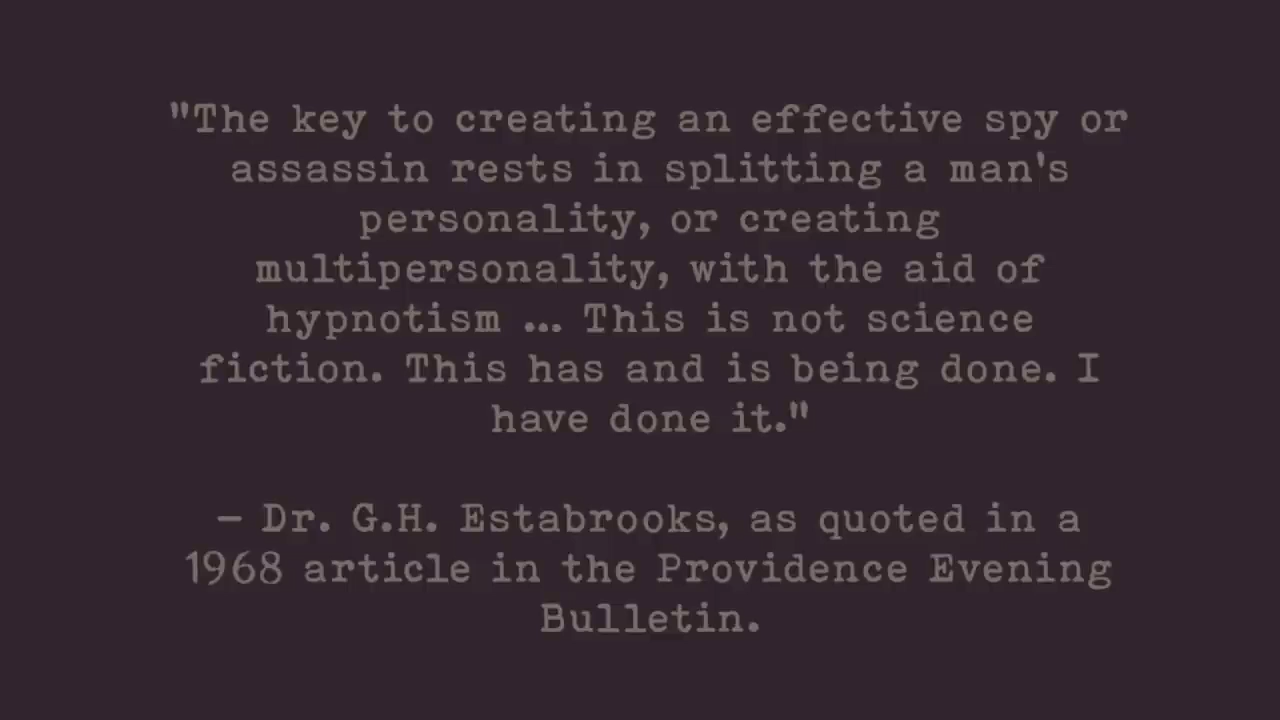 "The key to creating an effective spy or
assassin rests in splitting a man's
personality, or creating
multipersonality, with the aid of
hypnotism ... This is not science
fiction. This has and is being done. I
have done it."
— Dr. G.H. Estabrooks, as quoted in a
1968 article in the Providence Evening
Bulletin.